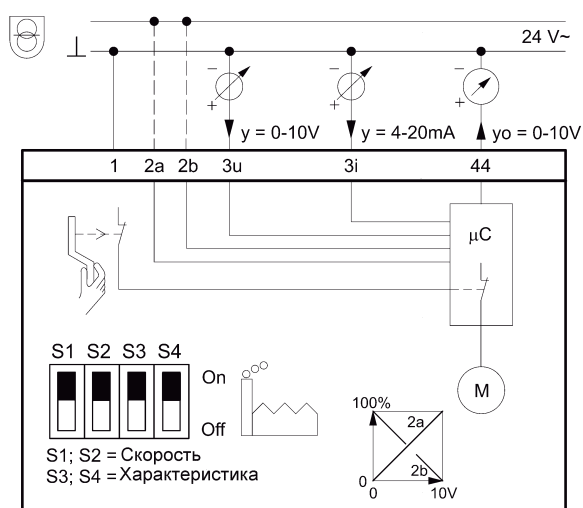 24 V~
⊥
− − −
+ + +
y = 0-10V y = 4-20mA yo = 0-10V
1 2a 2b 3u 3i 44
µC
S1 S2 S3 S4
On
Off
M
S1; S2 = Скорость
S3; S4 = Характеристика
100%
2a
2b
0
0 10V